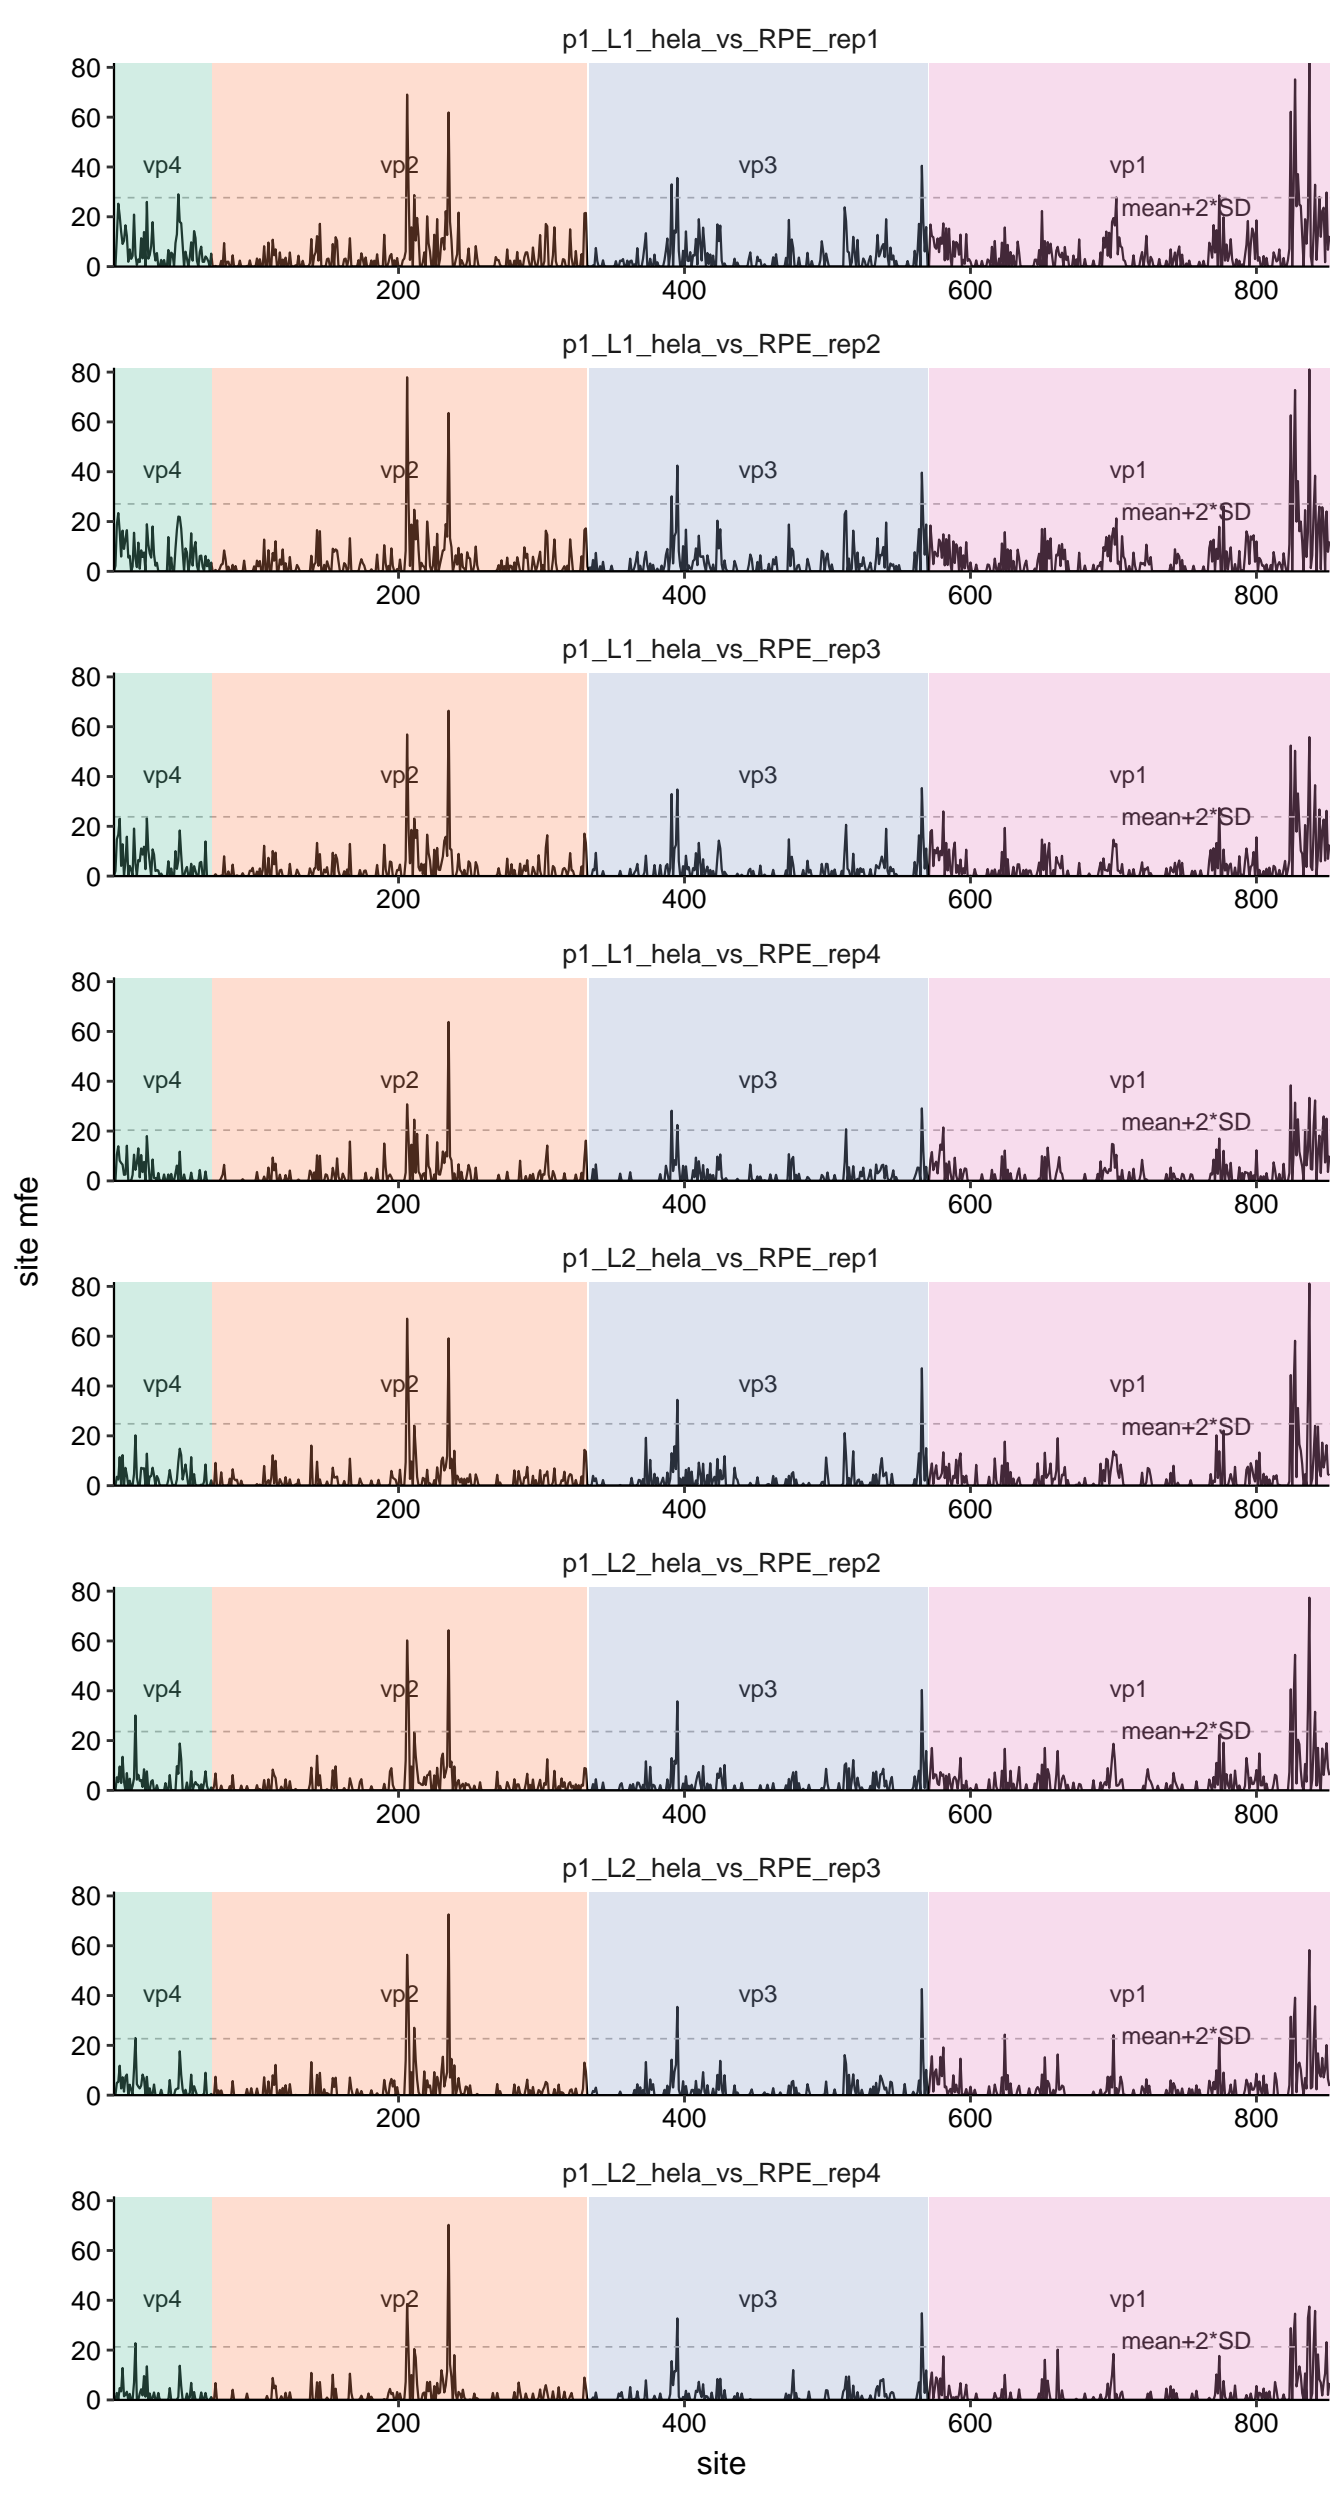 p1_L1_hela_vs_RPE_rep1
80
60
40
20
0
vp4
vp2
vp3
vp1
mean+2*SD
200
400
600
800
p1_L1_hela_vs_RPE_rep2
80
60
40
20
0
vp4
vp2
vp3
vp1
mean+2*SD
200
400
600
800
p1_L1_hela_vs_RPE_rep3
80
60
40
20
0
vp4
vp2
vp3
vp1
mean+2*SD
200
400
600
800
p1_L1_hela_vs_RPE_rep4
80
60
40
20
0
vp4
vp2
vp3
vp1
mean+2*SD
200
400
600
800
site mfe
p1_L2_hela_vs_RPE_rep1
80
60
40
20
0
vp4
vp2
vp3
vp1
mean+2*SD
200
400
600
800
p1_L2_hela_vs_RPE_rep2
80
60
40
20
0
vp4
vp2
vp3
vp1
mean+2*SD
200
400
600
800
p1_L2_hela_vs_RPE_rep3
80
60
40
20
0
vp4
vp2
vp3
vp1
mean+2*SD
200
400
600
800
p1_L2_hela_vs_RPE_rep4
80
60
40
20
0
vp4
vp2
vp3
vp1
mean+2*SD
200
400
600
800
site